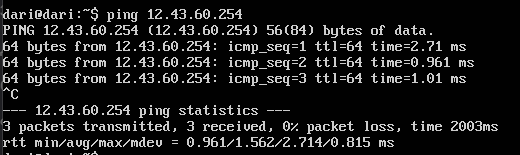 dari@dari:~$ ping 12.43.60.254
PING 12.43.60.254 (12.43.60.254) 56(84) bytes of data.
64 bytes from 12.43.60.254: icmp_seq=1 ttl=64 time=2.71 ms
64 bytes from 12.43.60.254: icmp_seq=2 ttl=64 time=0.961 ms
64 bytes from 12.43.60.254: icmp_seq=3 ttl=64 time=1.01 ms
^C
--- 12.43.60.254 ping statistics ---
3 packets transmitted, 3 received, 0% packet loss, time 2003ms
rtt min/avg/max/mdev = 0.961/1.562/2.714/0.815 ms
dari@dari:~$